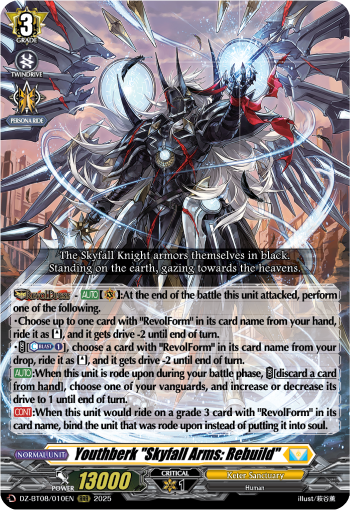 3
GRADE
TWINDRIVE
PERSONA RIDE
The Skyfall Knight armors themselves in black.
Standing on the earth, gazing towards the heavens.
AUTO :At the end of the battle this unit attacked, perform
one of the following.
・Choose up to one card with "RevolForm" in its card name from your hand,
ride it as , and it gets drive -2 until end of turn.
・ BLAST 1 , choose a card with "RevolForm" in its card name from your
drop, ride it as , and it gets drive -2 until end of turn.
AUTO:When this unit is rode upon during your battle phase, [discard a card
from hand], choose one of your vanguards, and increase or decrease its
drive to 1 until end of turn.
CONT:When this unit would ride on a grade 3 card with "RevolForm" in its
card name, bind the unit that was rode upon instead of putting it into soul.
NORMAL UNIT
Youthberk "Skyfall Arms: Rebuild"
POWER 13000
CRITICAL
1
Keter Sanctuary
Human
D DZ-BT08/010EN RRR 2025
illust/萩谷薫